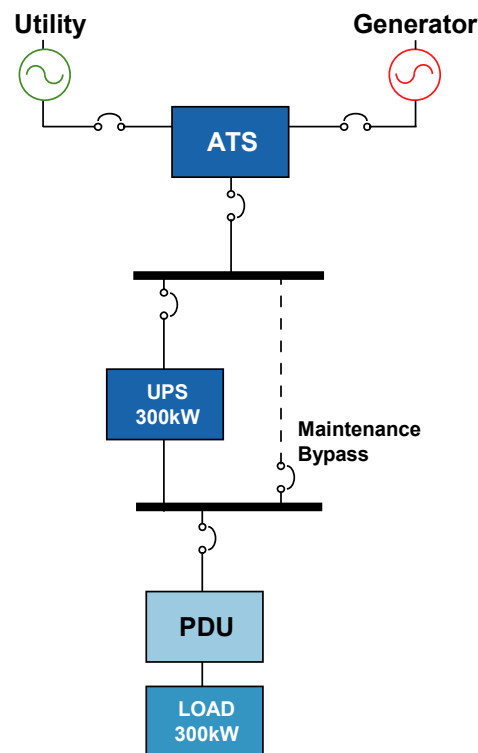 Utility
Generator
ATS
UPS
300kW
Maintenance
Bypass
PDU
LOAD
300kW